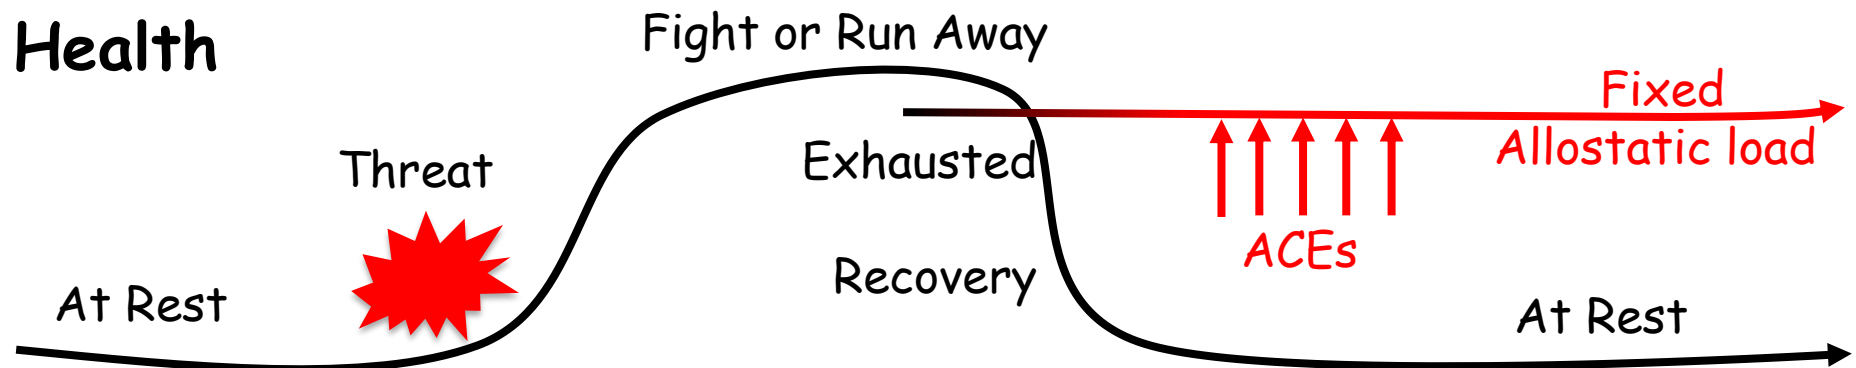 Health
Fight or Run Away
Threat
At Rest
Exhausted
Recovery
Fixed
Allostatic load
ACEs
At Rest